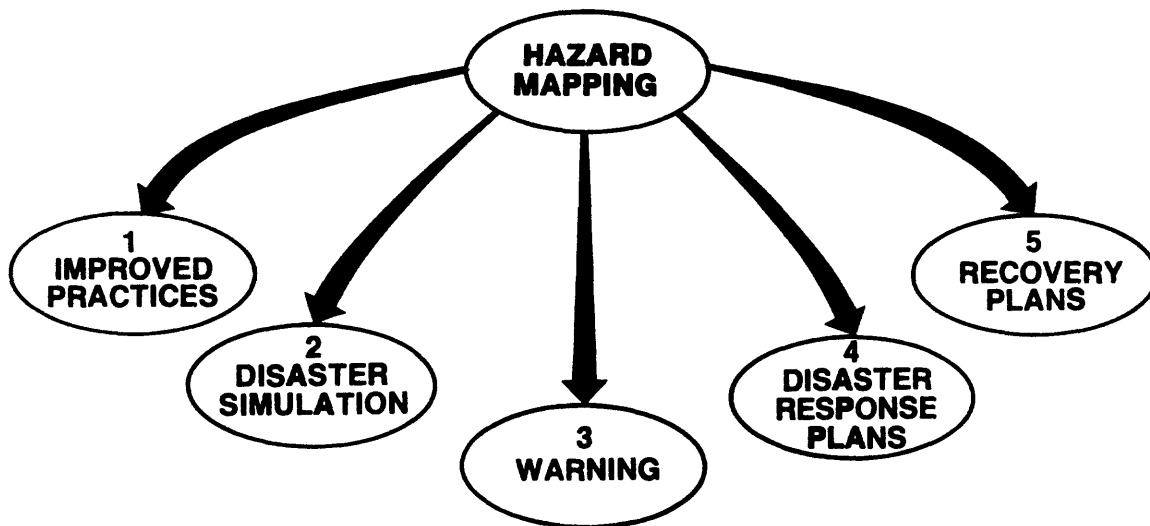 HAZARD
MAPPING
1
IMPROVED
PRACTICES
2
DISASTER
SIMULATION
3
WARNING
4
DISASTER
RESPONSE
PLANS
5
RECOVERY
PLANS